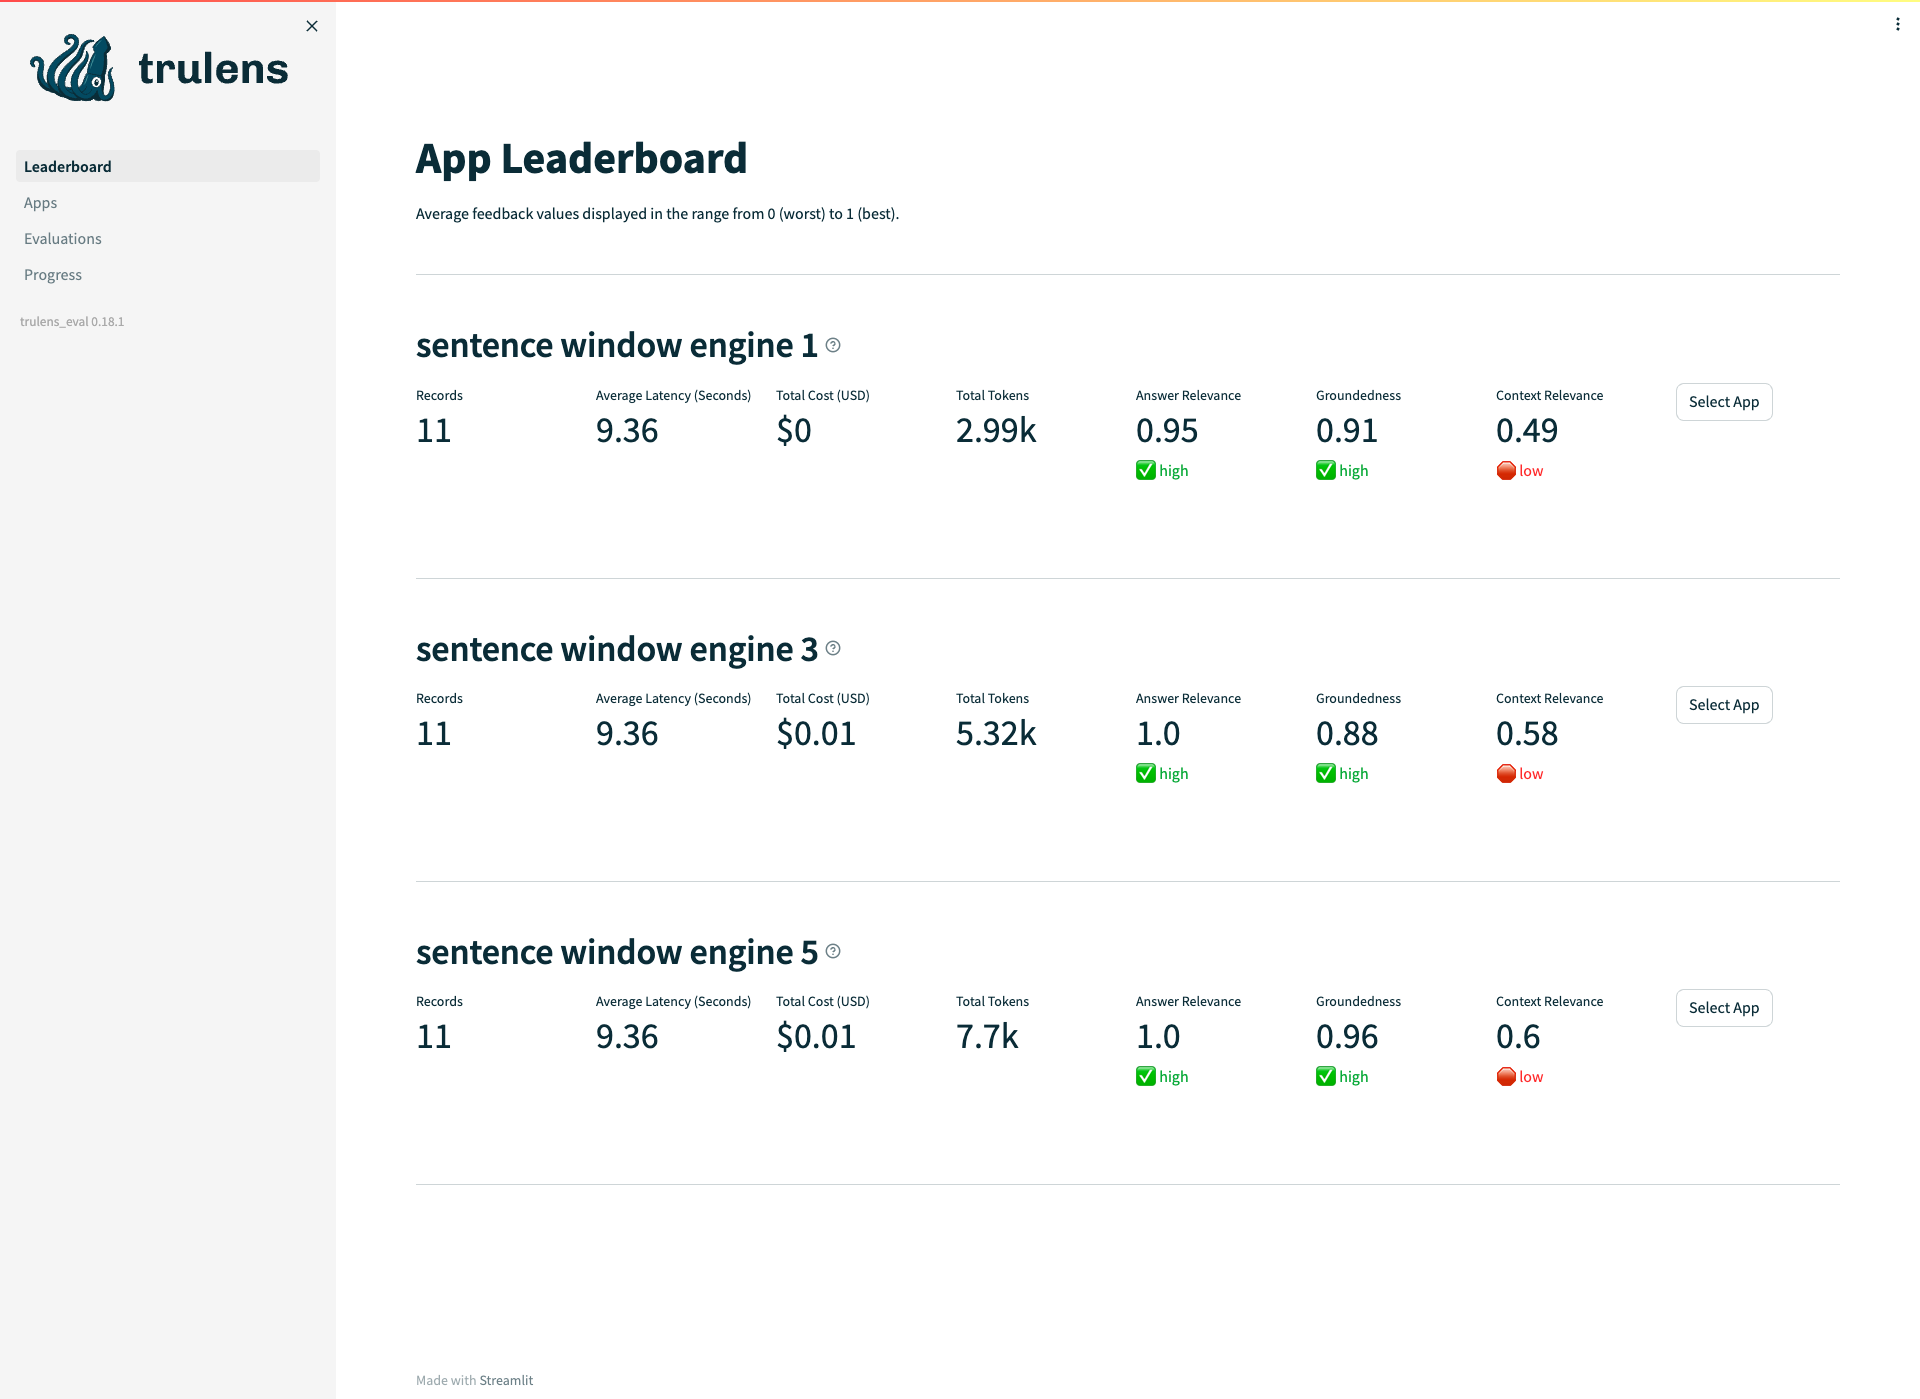 trulens
Leaderboard
Apps
Evaluations
Progress
trulens_eval 0.18.1
App Leaderboard
Average feedback values displayed in the range from 0 (worst) to 1 (best).
sentence window engine 1
Records Average Latency (Seconds) Total Cost (USD) Total Tokens Answer Relevance Groundedness Context Relevance Select App
11 9.36 $0 2.99k 0.95 0.91 0.49
✅ high ✅ high 🛑 low
sentence window engine 3
Records Average Latency (Seconds) Total Cost (USD) Total Tokens Answer Relevance Groundedness Context Relevance Select App
11 9.36 $0.01 5.32k 1.0 0.88 0.58
✅ high ✅ high 🛑 low
sentence window engine 5
Records Average Latency (Seconds) Total Cost (USD) Total Tokens Answer Relevance Groundedness Context Relevance Select App
11 9.36 $0.01 7.7k 1.0 0.96 0.6
✅ high ✅ high 🛑 low
Made with Streamlit